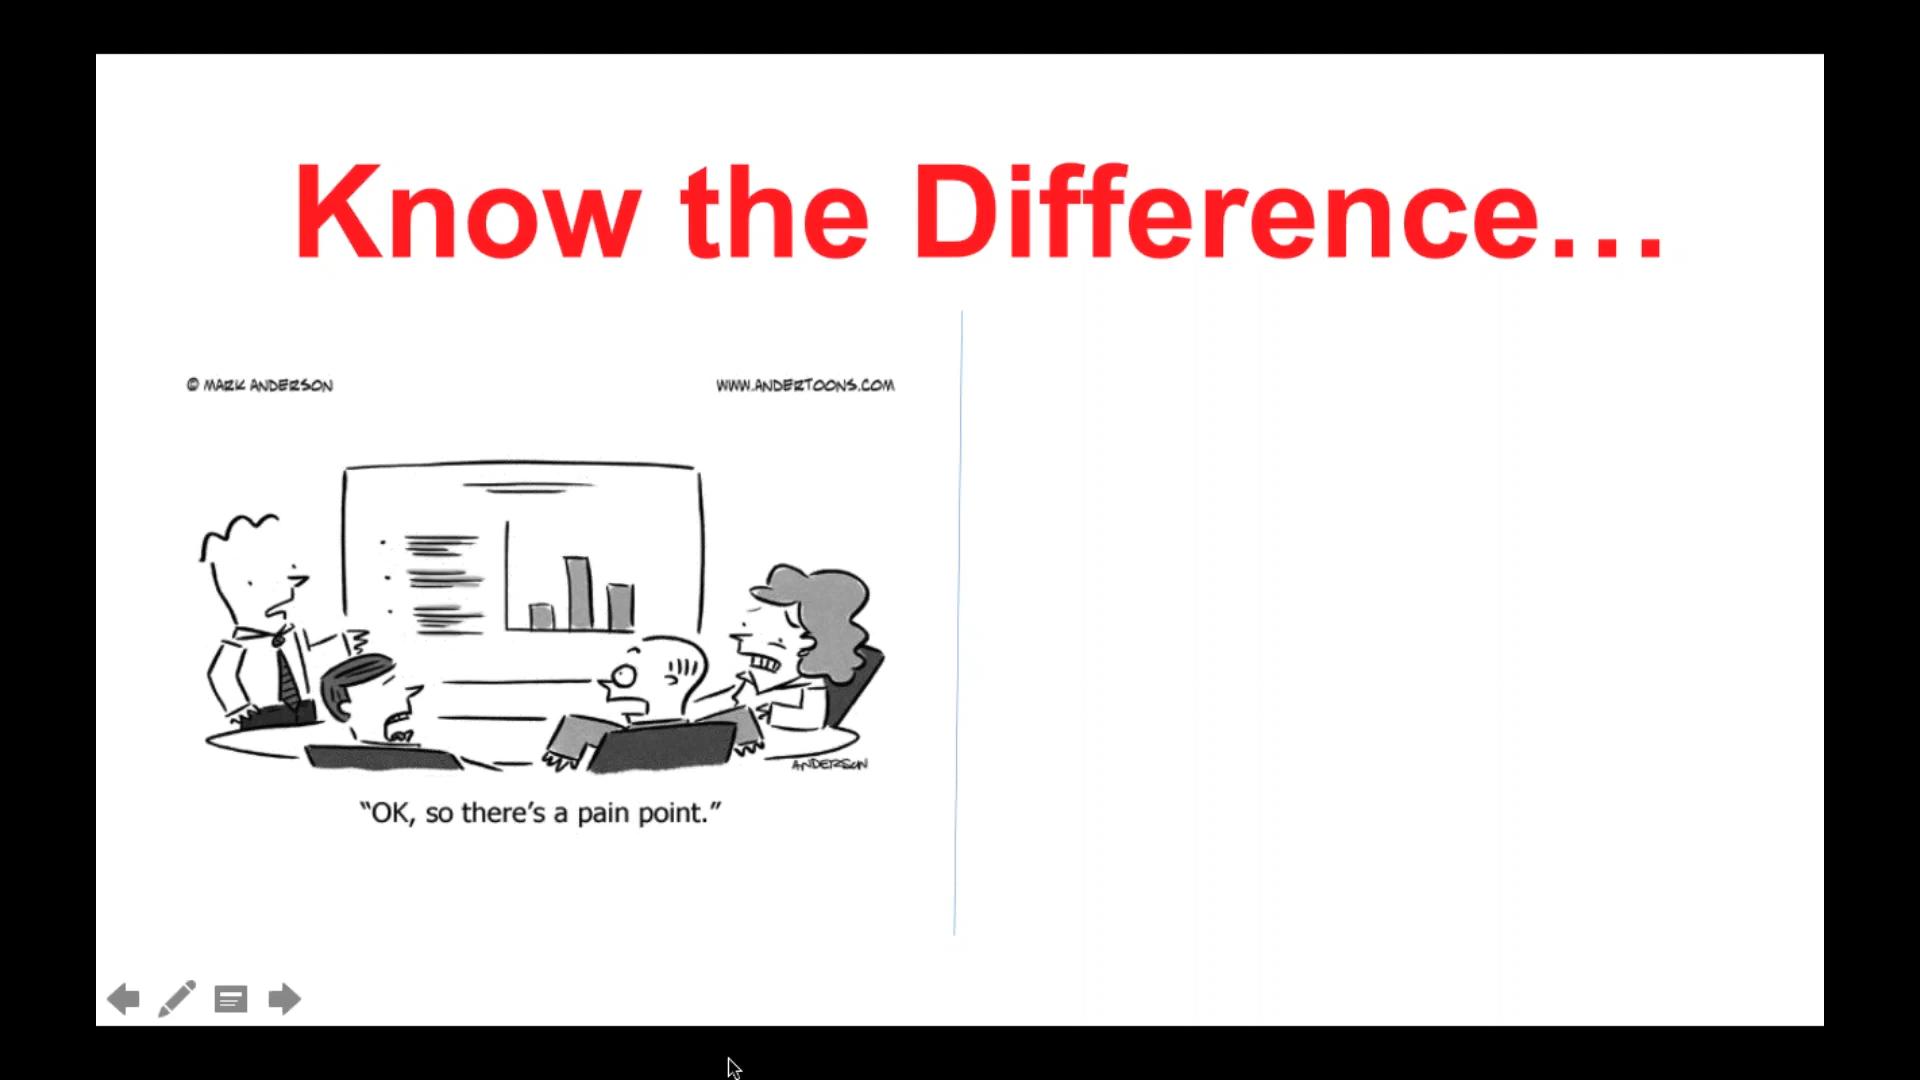 Know the Difference...
© MARK ANDERSON
WWW.ANDERTOONS.COM
ANDERSON
“OK, so there’s a pain point.”